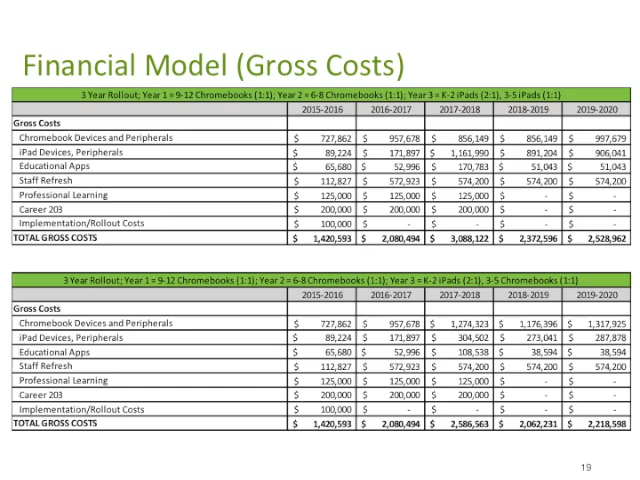 Financial Model (Gross Costs)
3 Year Rollout; Year 1 = 9-12 Chromebooks (1:1); Year 2 = 6-8 Chromebooks (1:1); Year 3 = K-2 iPads (2:1), 3-5 iPads (1:1)
2015-2016 2016-2017 2017-2018 2018-2019 2019-2020
Gross Costs
Chromebook Devices and Peripherals $ 727,862 $ 957,678 $ 856,149 $ 856,149 $ 997,679
iPad Devices, Peripherals $ 89,224 $ 171,897 $ 1,161,990 $ 891,204 $ 906,041
Educational Apps $ 65,680 $ 52,996 $ 170,783 $ 51,043 $ 51,043
Staff Refresh $ 112,827 $ 572,923 $ 574,200 $ 574,200 $ 574,200
Professional Learning $ 125,000 $ 125,000 $ 125,000 $ - $ -
Career 203 $ 200,000 $ 200,000 $ 200,000 $ - $ -
Implementation/Rollout Costs $ 100,000 $ - $ - $ - $ -
TOTAL GROSS COSTS $ 1,420,593 $ 2,080,494 $ 3,088,122 $ 2,372,596 $ 2,528,962
3 Year Rollout; Year 1 = 9-12 Chromebooks (1:1); Year 2 = 6-8 Chromebooks (1:1); Year 3 = K-2 iPads (2:1), 3-5 Chromebooks (1:1)
2015-2016 2016-2017 2017-2018 2018-2019 2019-2020
Gross Costs
Chromebook Devices and Peripherals $ 727,862 $ 957,678 $ 1,274,323 $ 1,176,396 $ 1,317,925
iPad Devices, Peripherals $ 89,224 $ 171,897 $ 304,502 $ 273,041 $ 287,878
Educational Apps $ 65,680 $ 52,996 $ 108,538 $ 38,594 $ 38,594
Staff Refresh $ 112,827 $ 572,923 $ 574,200 $ 574,200 $ 574,200
Professional Learning $ 125,000 $ 125,000 $ 125,000 $ - $ -
Career 203 $ 200,000 $ 200,000 $ 200,000 $ - $ -
Implementation/Rollout Costs $ 100,000 $ - $ - $ - $ -
TOTAL GROSS COSTS $ 1,420,593 $ 2,080,494 $ 2,586,563 $ 2,062,231 $ 2,218,598
19